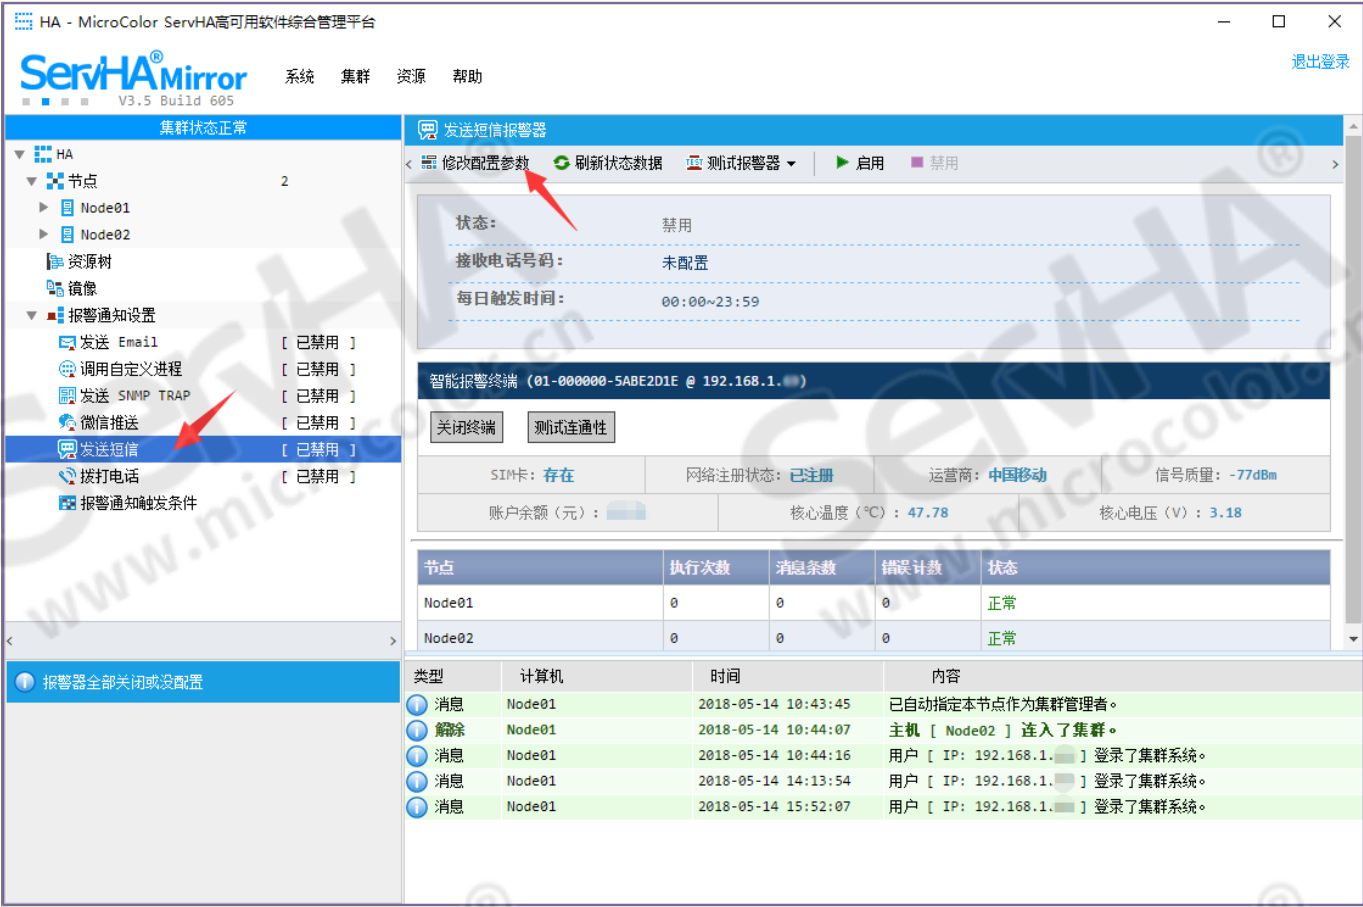 HA - MicroColor ServHA高可用软件综合管理平台
ServHA® Mirror
V3.5 Build 605
系统 集群 资源 帮助
退出登录
集群状态正常
HA
节点 2
Node01
Node02
资源树
镜像
报警通知设置
发送 Email [ 已禁用 ]
调用自定义进程 [ 已禁用 ]
发送 SNMP TRAP [ 已禁用 ]
微信推送 [ 已禁用 ]
发送短信 [ 已禁用 ]
拨打电话 [ 已禁用 ]
报警通知触发条件
报警器全部关闭或没配置
发送短信报警器
修改配置参数 刷新状态数据 TEST 测试报警器 启用 禁用
状态: 禁用
接收电话号码: 未配置
每日触发时间: 00:00~23:59
智能报警终端 (01-000000-5ABE2D1E @ 192.168.1. )
关闭终端 测试连通性
SIM卡: 存在 网络注册状态: 已注册 运营商: 中国移动 信号质量: -77dBm
账户余额 (元) : 核心温度 (℃) : 47.78 核心电压 (V) : 3.18
节点 执行次数 消息条数 错误计数 状态
Node01 0 0 0 正常
Node02 0 0 0 正常
类型 计算机 时间 内容
消息 Node01 2018-05-14 10:43:45 已自动指定本节点作为集群管理者。
解除 Node01 2018-05-14 10:44:07 主机 [ Node02 ] 连入了集群。
消息 Node01 2018-05-14 10:44:16 用户 [ IP: 192.168.1. ] 登录了集群系统。
消息 Node01 2018-05-14 14:13:54 用户 [ IP: 192.168.1. ] 登录了集群系统。
消息 Node01 2018-05-14 15:52:07 用户 [ IP: 192.168.1. ] 登录了集群系统。
ServHA®
www.microcolor.cn
ServHA®
www.microcolor.cn